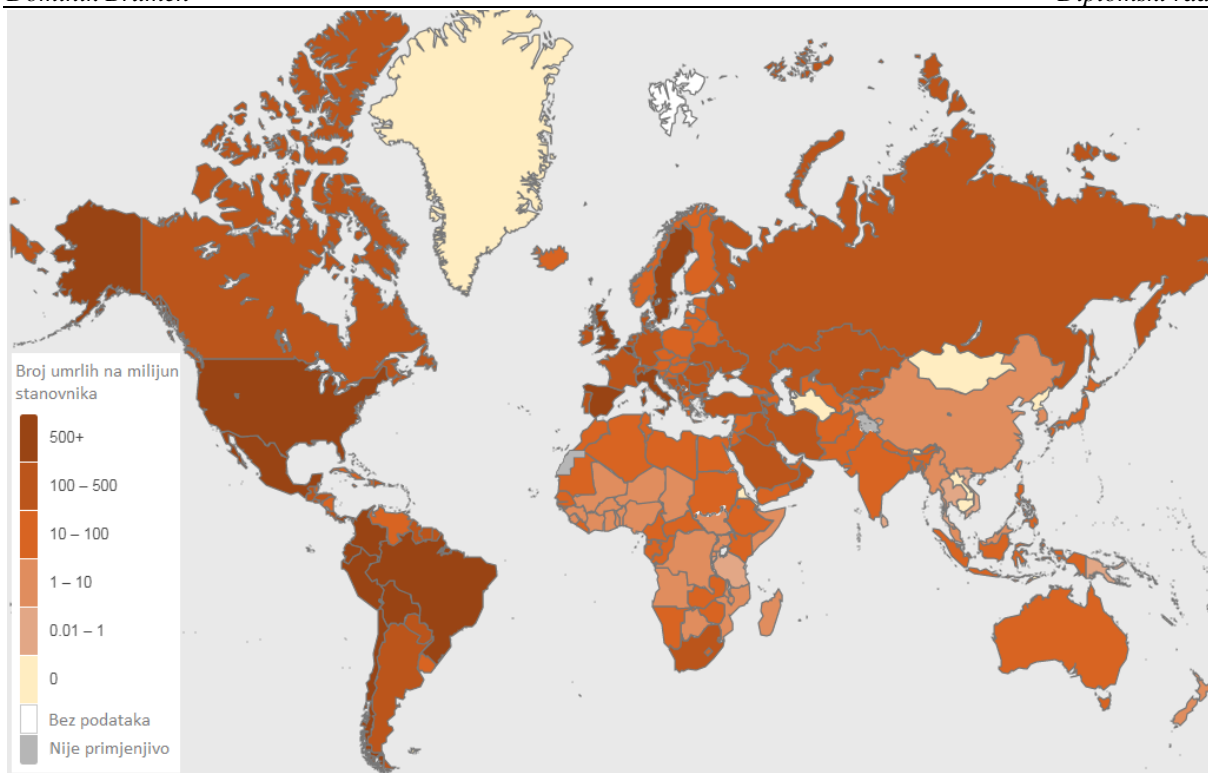 Broj umrlih na milijun
stanovnika
500+
100 – 500
10 – 100
1 – 10
0.01 – 1
0
Bez podataka
Nije primjenjivo